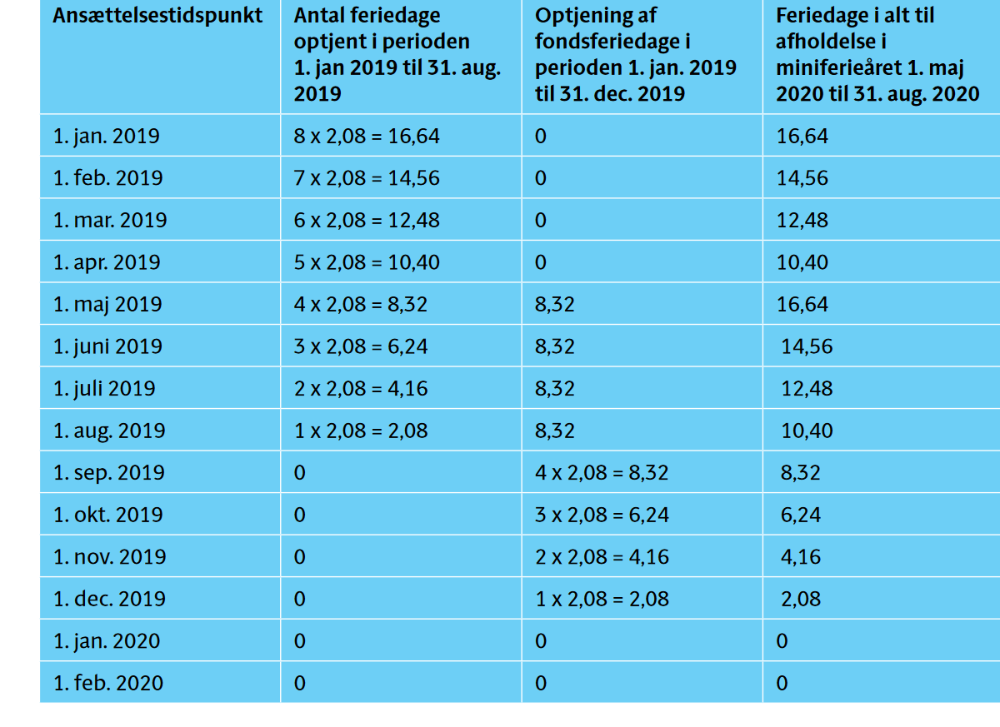 Ansættelsestidspunkt
Antal feriedage
optjent i perioden
1. jan 2019 til 31. aug.
2019
Optjening af
fondsferiedage i
perioden 1. jan. 2019
til 31. dec. 2019
Feriedage i alt til
afholdelse i
miniferieåret 1. maj
2020 til 31. aug. 2020
1. jan. 2019 8 x 2,08 = 16,64 0 16,64
1. feb. 2019 7 x 2,08 = 14,56 0 14,56
1. mar. 2019 6 x 2,08 = 12,48 0 12,48
1. apr. 2019 5 x 2,08 = 10,40 0 10,40
1. maj 2019 4 x 2,08 = 8,32 8,32 16,64
1. juni 2019 3 x 2,08 = 6,24 8,32 14,56
1. juli 2019 2 x 2,08 = 4,16 8,32 12,48
1. aug. 2019 1 x 2,08 = 2,08 8,32 10,40
1. sep. 2019 0 4 x 2,08 = 8,32 8,32
1. okt. 2019 0 3 x 2,08 = 6,24 6,24
1. nov. 2019 0 2 x 2,08 = 4,16 4,16
1. dec. 2019 0 1 x 2,08 = 2,08 2,08
1. jan. 2020 0 0 0
1. feb. 2020 0 0 0